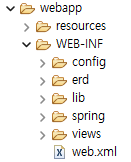 webapp
resources
WEB-INF
config
erd
lib
spring
views
web.xml